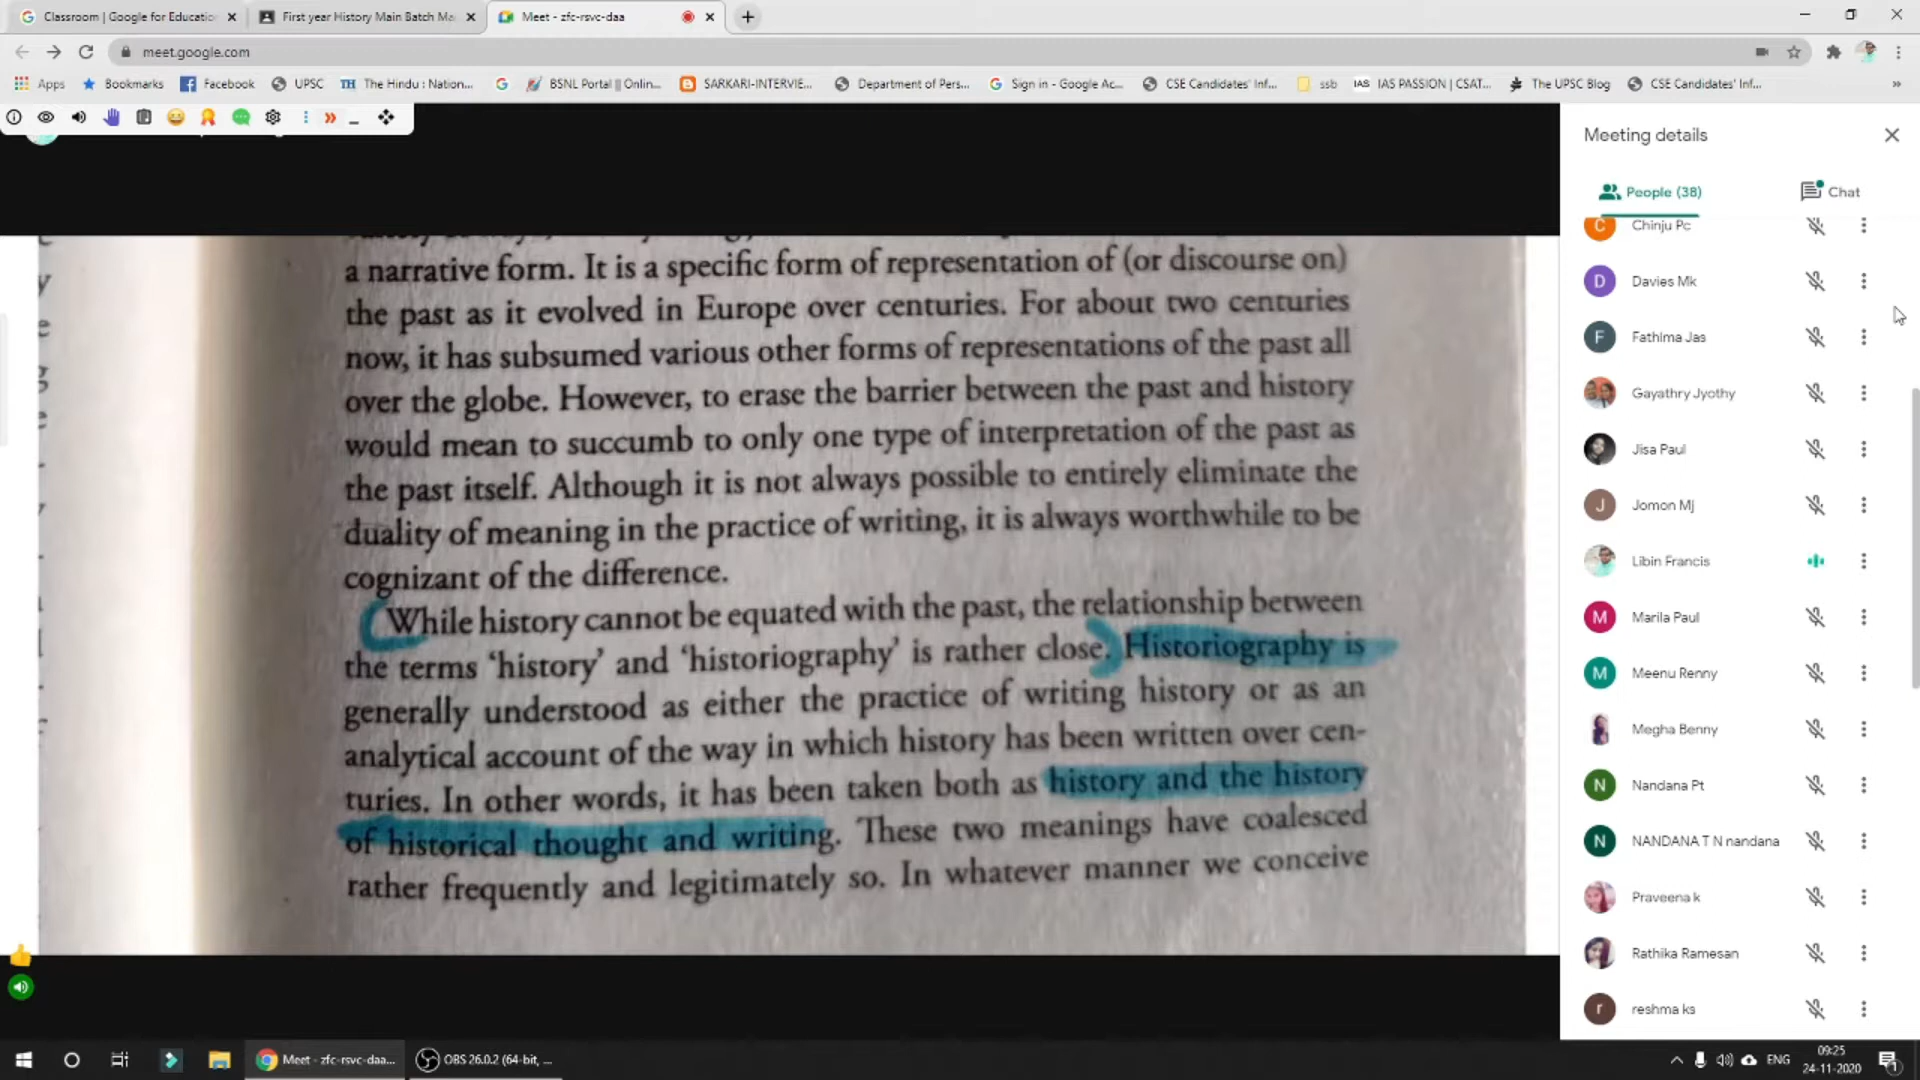 Classroom | Google for Educatio
First year History Main Batch Ma
Meet - zfc-rsvc-daa
meet.google.com
Apps
Bookmarks
Facebook
UPSC
The Hindu : Nation...
BSNL Portal || Onlin...
SARKARI-INTERVIE...
Department of Pers...
Sign in - Google Ac...
CSE Candidates' Inf...
ssb
IAS PASSION | CSAT...
The UPSC Blog
CSE Candidates' Inf...
a narrative form. It is a specific form of representation of (or discourse on)
the past as it evolved in Europe over centuries. For about two centuries
now, it has subsumed various other forms of representations of the past all
over the globe. However, to erase the barrier between the past and history
would mean to succumb to only one type of interpretation of the past as
the past itself. Although it is not always possible to entirely eliminate the
duality of meaning in the practice of writing, it is always worthwhile to be
cognizant of the difference.
While history cannot be equated with the past, the relationship between
the terms ‘history’ and ‘historiography’ is rather close. Historiography is
generally understood as either the practice of writing history or as an
analytical account of the way in which history has been written over cen-
turies. In other words, it has been taken both as history and the history
of historical thought and writing. These two meanings have coalesced
rather frequently and legitimately so. In whatever manner we conceive
Meeting details
People (38)
Chat
Chinju Pc
D Davies Mk
F Fathima Jas
Gayathry Jyothy
Jisa Paul
J Jomon Mj
Libin Francis
M Marila Paul
M Meenu Renny
Megha Benny
N Nandana Pt
N NANDANA T N nandana
Praveena k
Rathika Ramesan
r reshma ks
Meet - zfc-rsvc-daa...
OBS 26.0.2 (64-bit, ...
ENG
09:25
24-11-2020